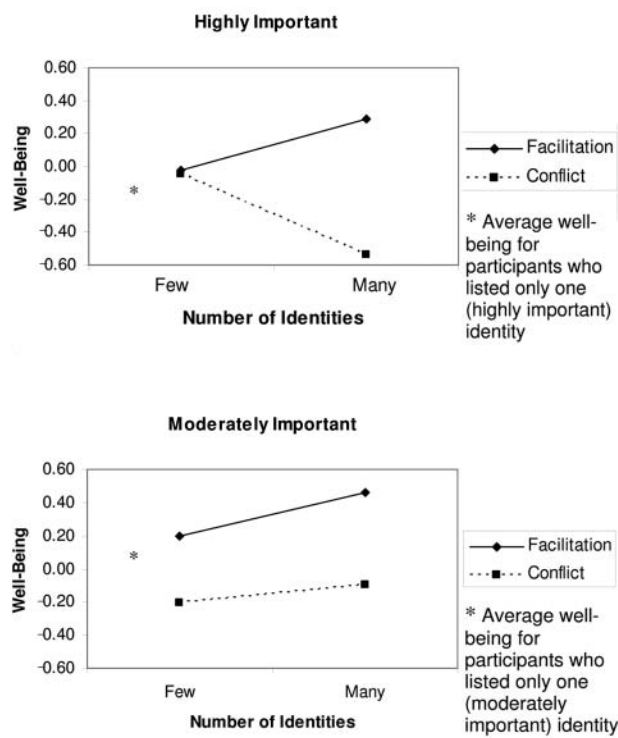 Highly Important
0.60
0.40
0.20
0.00
-0.20
-0.40
-0.60
Well-Being
*
Few
Many
Number of Identities
Facilitation
Conflict
* Average well-
being for
participants who
listed only one
(highly important)
identity
Moderately Important
0.60
0.40
0.20
0.00
-0.20
-0.40
-0.60
Well-Being
*
Few
Many
Number of Identities
Facilitation
Conflict
* Average well-
being for
participants who
listed only one
(moderately
important) identity